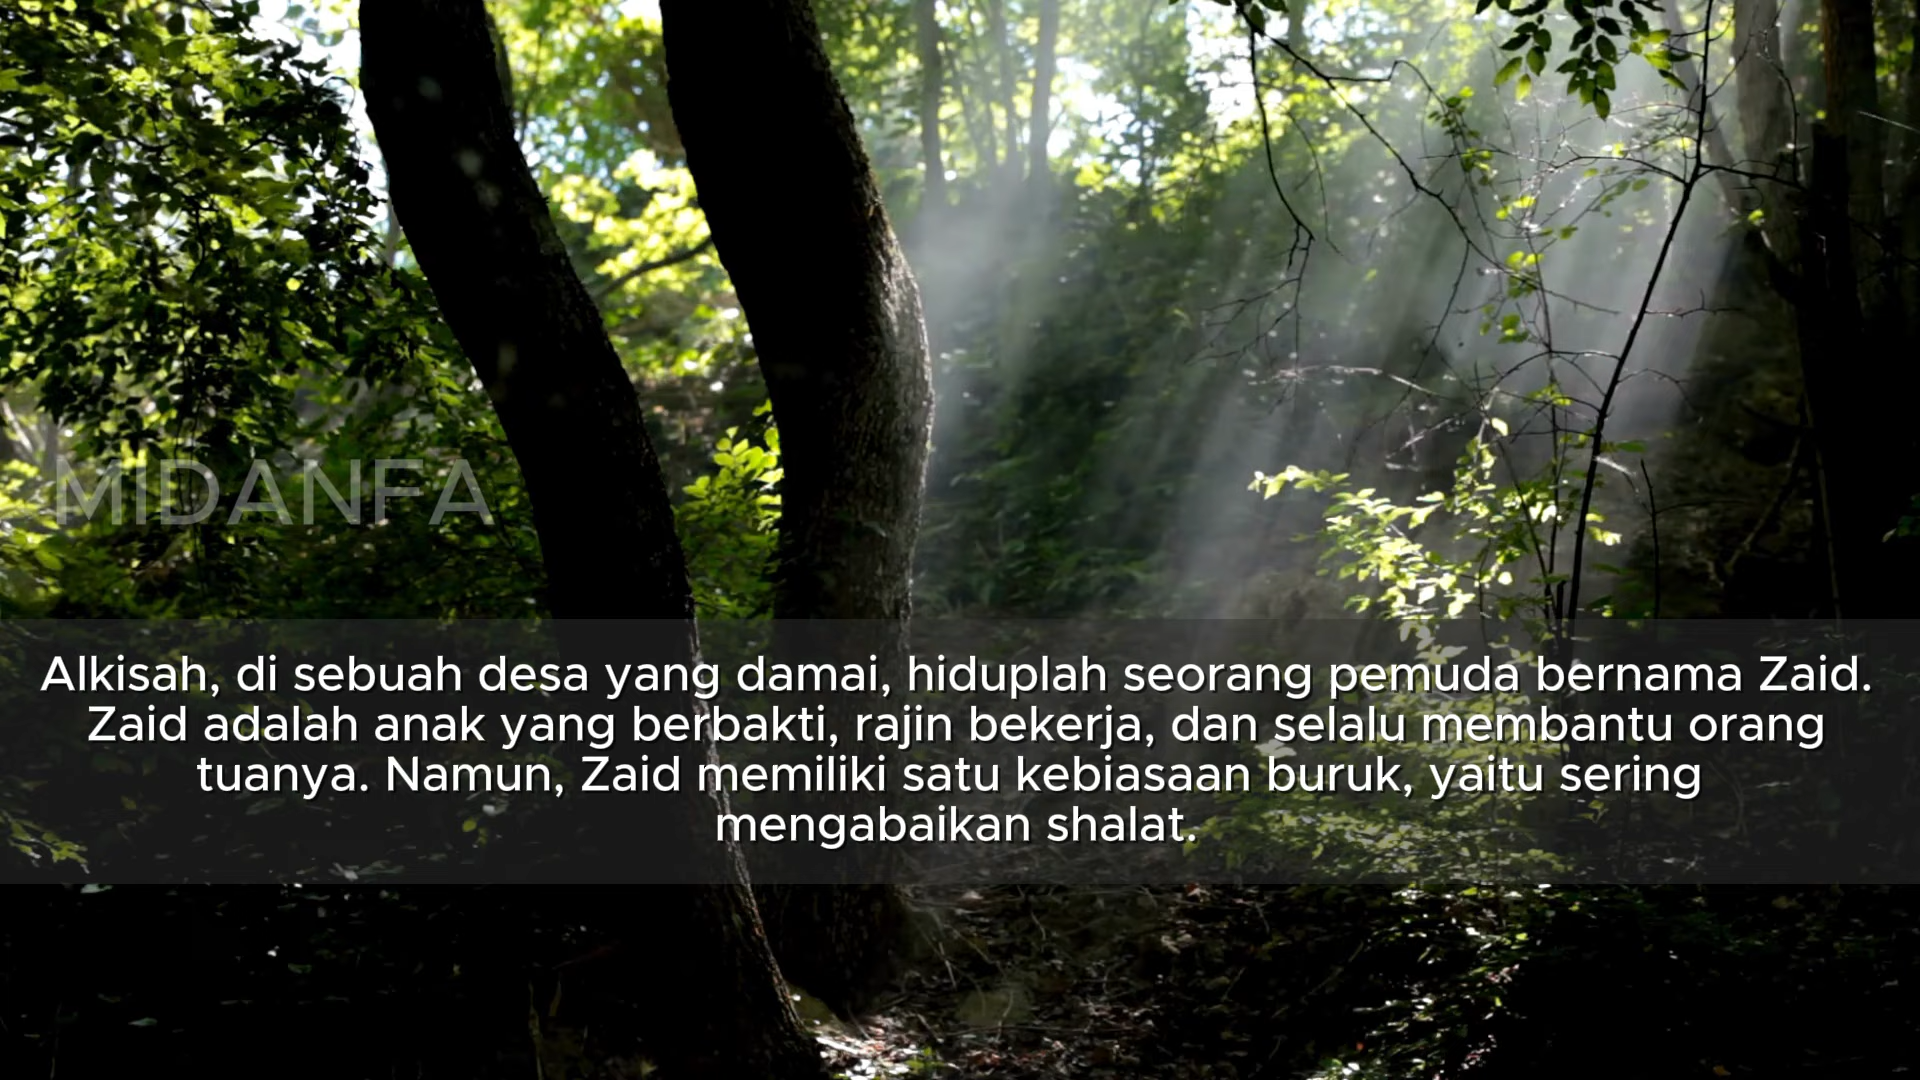 MIDANFA
Alkisah, di sebuah desa yang damai, hiduplah seorang pemuda bernama Zaid.
Zaid adalah anak yang berbakti, rajin bekerja, dan selalu membantu orang
tuanya. Namun, Zaid memiliki satu kebiasaan buruk, yaitu sering
mengabaikan shalat.